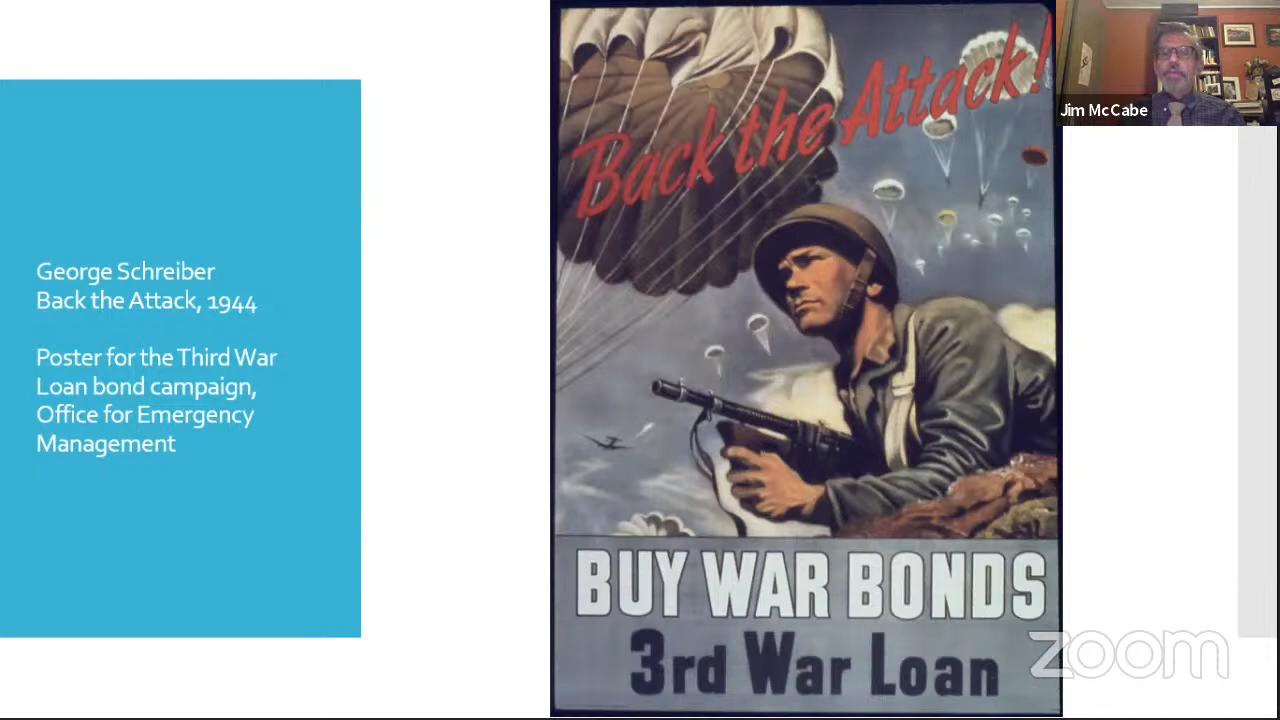 George Schreiber
Back the Attack, 1944
Poster for the Third War
Loan bond campaign,
Office for Emergency
Management
Back the Attack!
BUY WAR BONDS
3rd War Loan
Jim McCabe
zoom